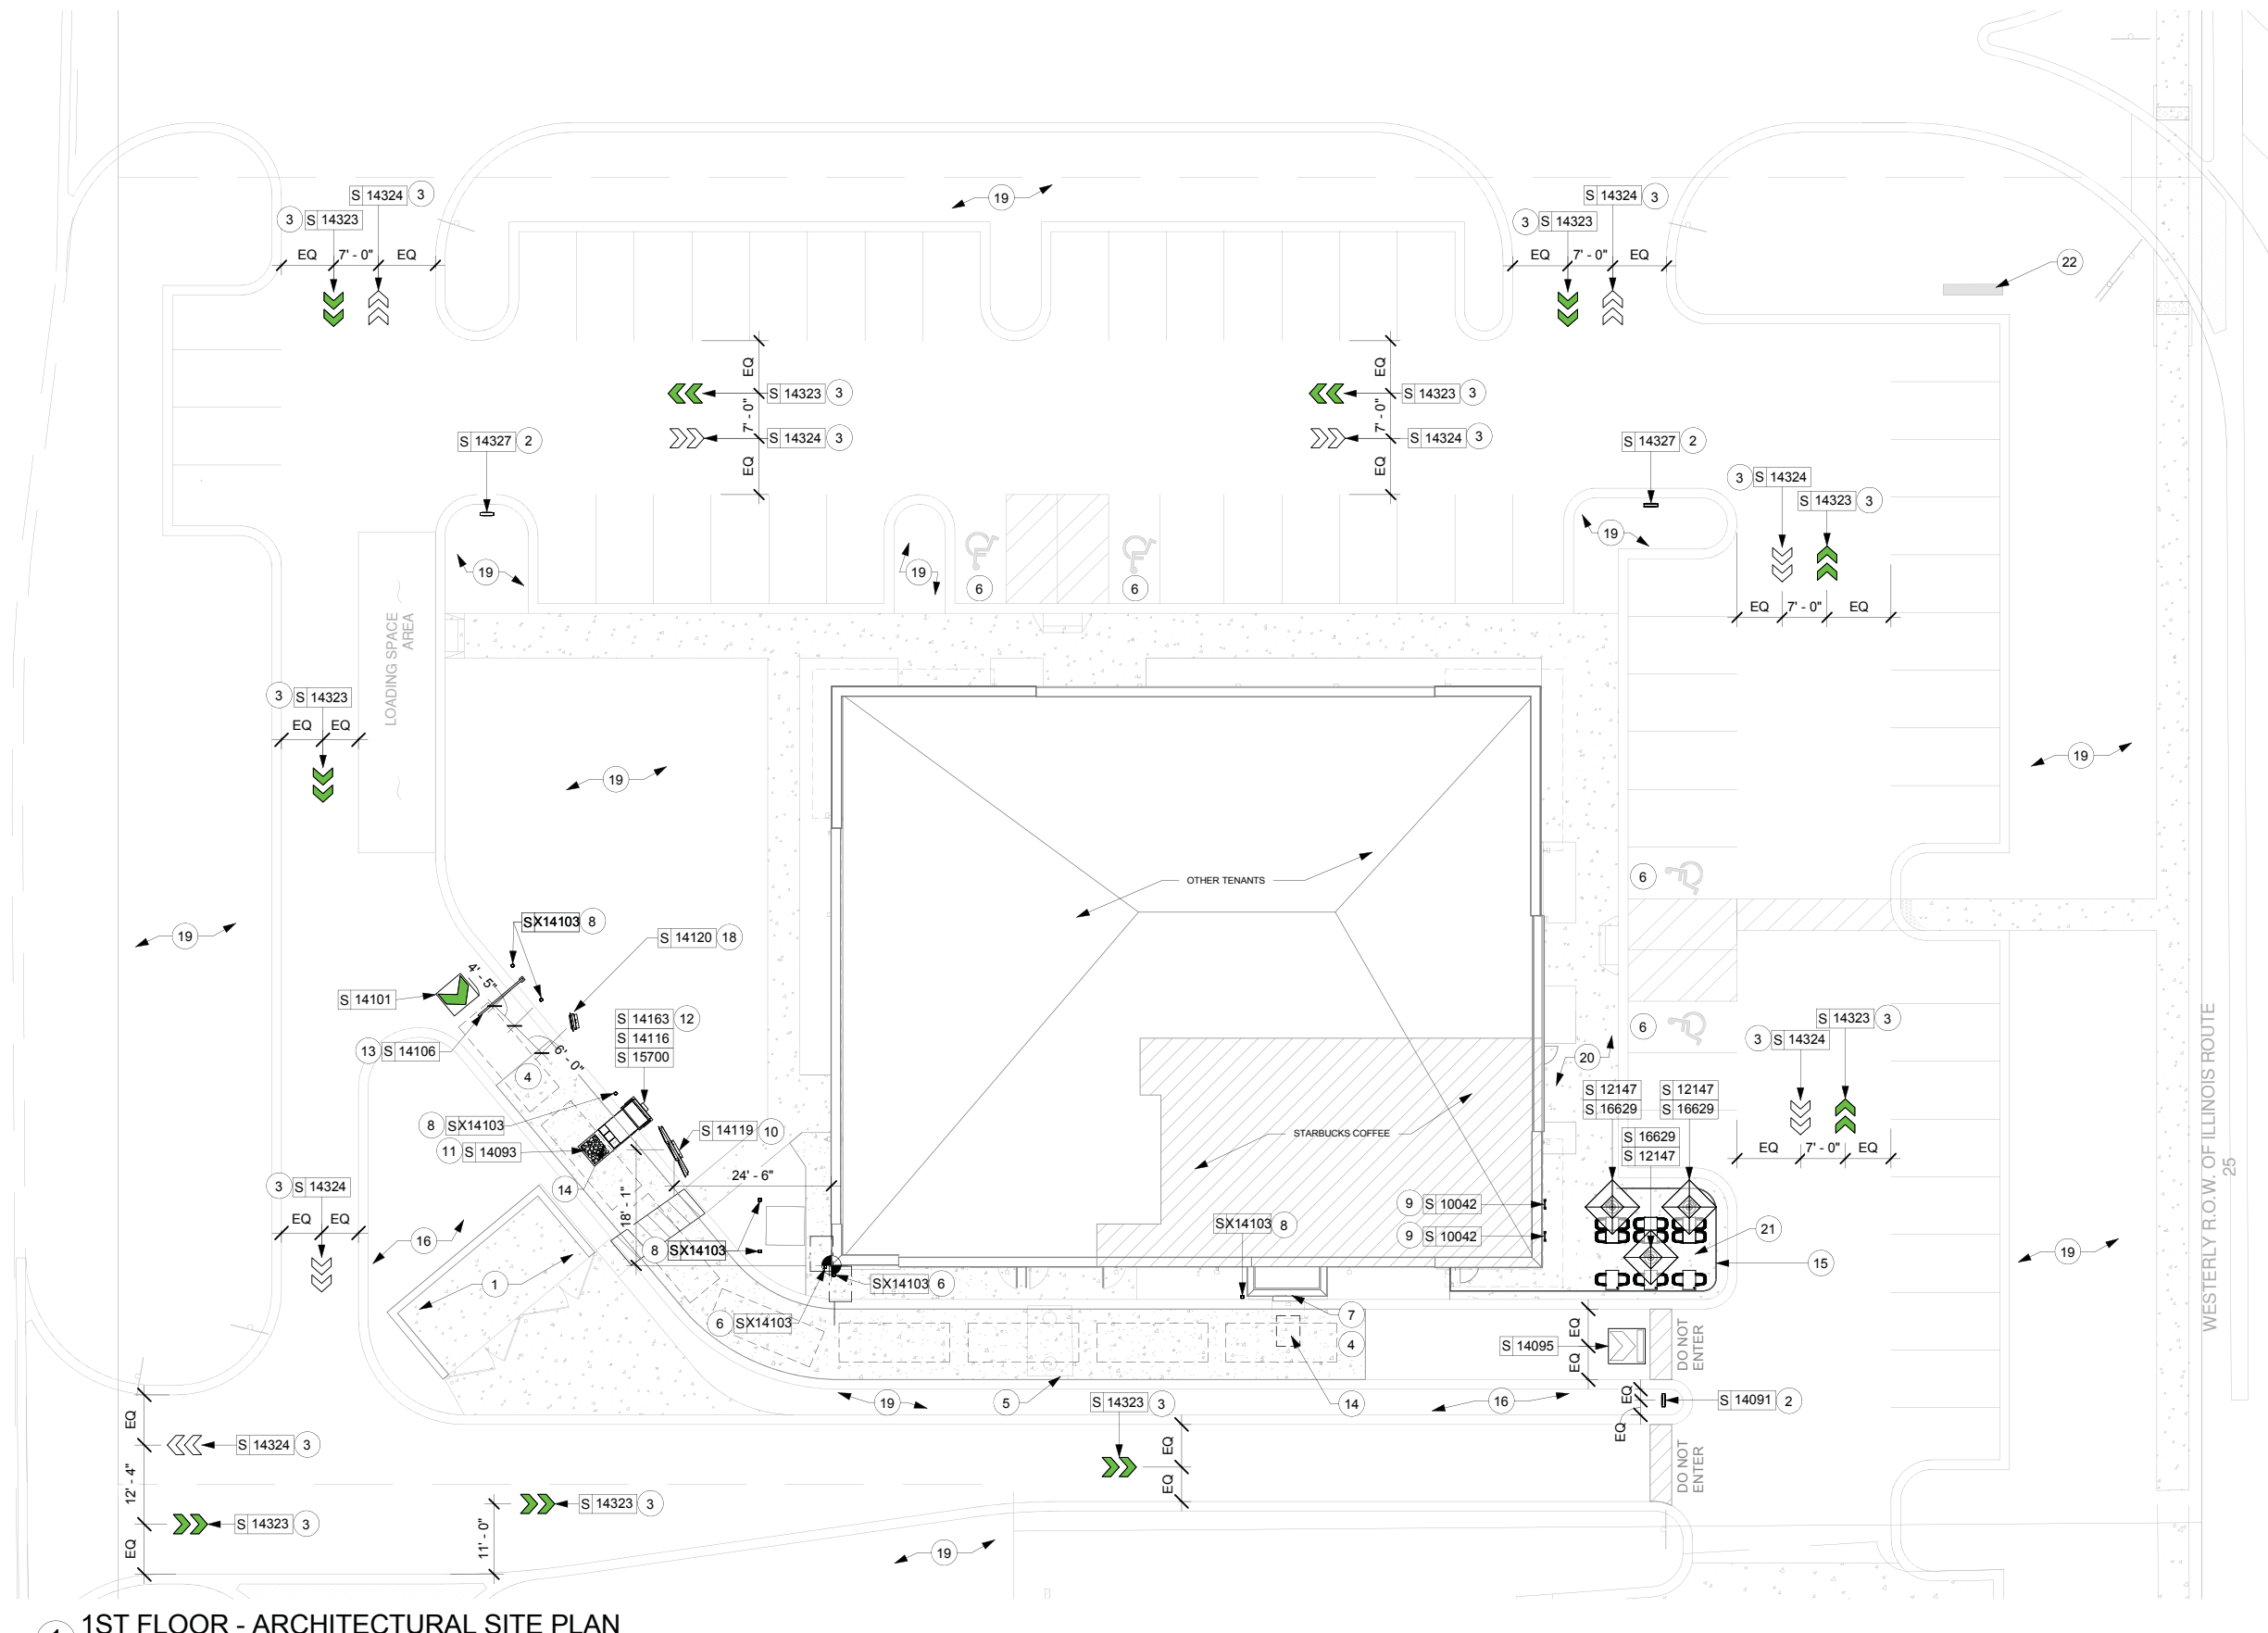 S 14324 3
3 S 14323
EQ 7' - 0" EQ
19
S 14324 3
3 S 14323
EQ 7' - 0" EQ
22
EQ
S 14323 3
7' - 0"
S 14324 3
EQ
EQ
S 14323 3
7' - 0"
S 14324 3
EQ
S 14327 2
S 14327 2
3 S 14324
S 14323 3
EQ 7' - 0" EQ
19
19
19
6
6
LOADING SPACE
AREA
3 S 14323
EQ EQ
19
19
OTHER TENANTS
6
19
SX14103 8
S 14120 18
4' - 5"
S 14101
S 14163 12
S 14116
S 15700
13 S 14106
6' - 0"
4
8 SX14103
S 14119 10
11 S 14093
24' - 6"
14
18' - 1"
6
20
3 S 14324
S 14323 3
EQ 7' - 0" EQ
S 12147
S 16629
S 12147
S 16629
S 16629
S 12147
STARBUCKS COFFEE
WESTERLY R.O.W. OF ILLINOIS ROUTE
25
3 S 14324
EQ EQ
16
1
8 SX14103
SX14103 6
6 SX14103
SX14103 8
9 S 10042
9 S 10042
21
15
19
7
4
EQ
S 14095
EQ
DO NOT
ENTER
5
19
14
16
EQ
EQ
S 14091 2
S 14323 3
EQ
EQ
DO NOT
ENTER
EQ
S 14324 3
12' - 4"
S 14323 3
EQ
S 14323 3
11' - 0"
19
1ST FLOOR - ARCHITECTURAL SITE PLAN